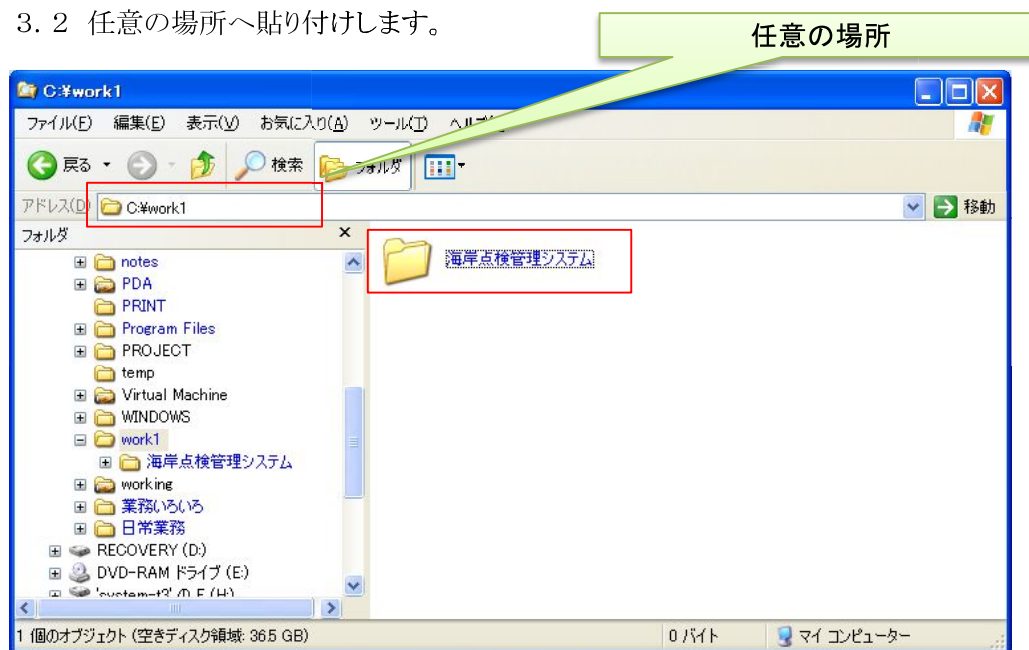 ３．２ 任意の場所へ貼り付けします。
任意の場所
C:¥work1
ファイル(F) 編集(E) 表示(V) お気に入り(A) ツール(T)
戻る 検索 フォルダ
アドレス(D) C:¥work1 移動
フォルダ
notes
PDA
PRINT
Program Files
PROJECT
temp
Virtual Machine
WINDOWS
work1
海岸点検管理システム
working
業務いろいろ
日常業務
RECOVERY (D:)
DVD-RAM ドライブ (E:)
海岸点検管理システム
1 個のオブジェクト (空きディスク領域: 36.5 GB) 0 バイト マイ コンピューター